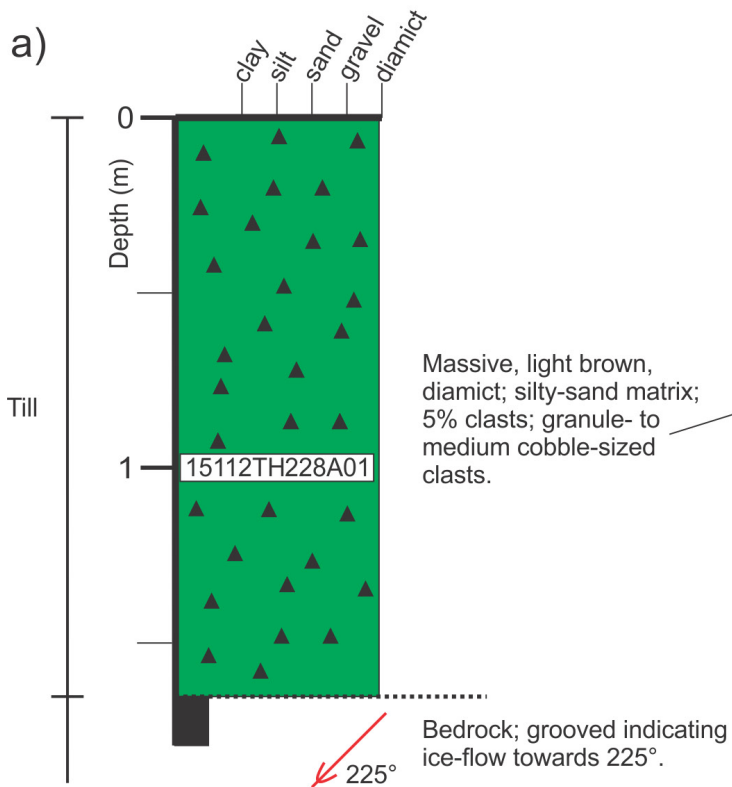 a)
clay
silt
sand
gravel
diamict
0
Depth (m)
Till
Massive, light brown,
diamict; silty-sand matrix;
5% clasts; granule- to
medium cobble-sized
clasts.
1
15112TH228A01
Bedrock; grooved indicating
ice-flow towards 225°.
225°